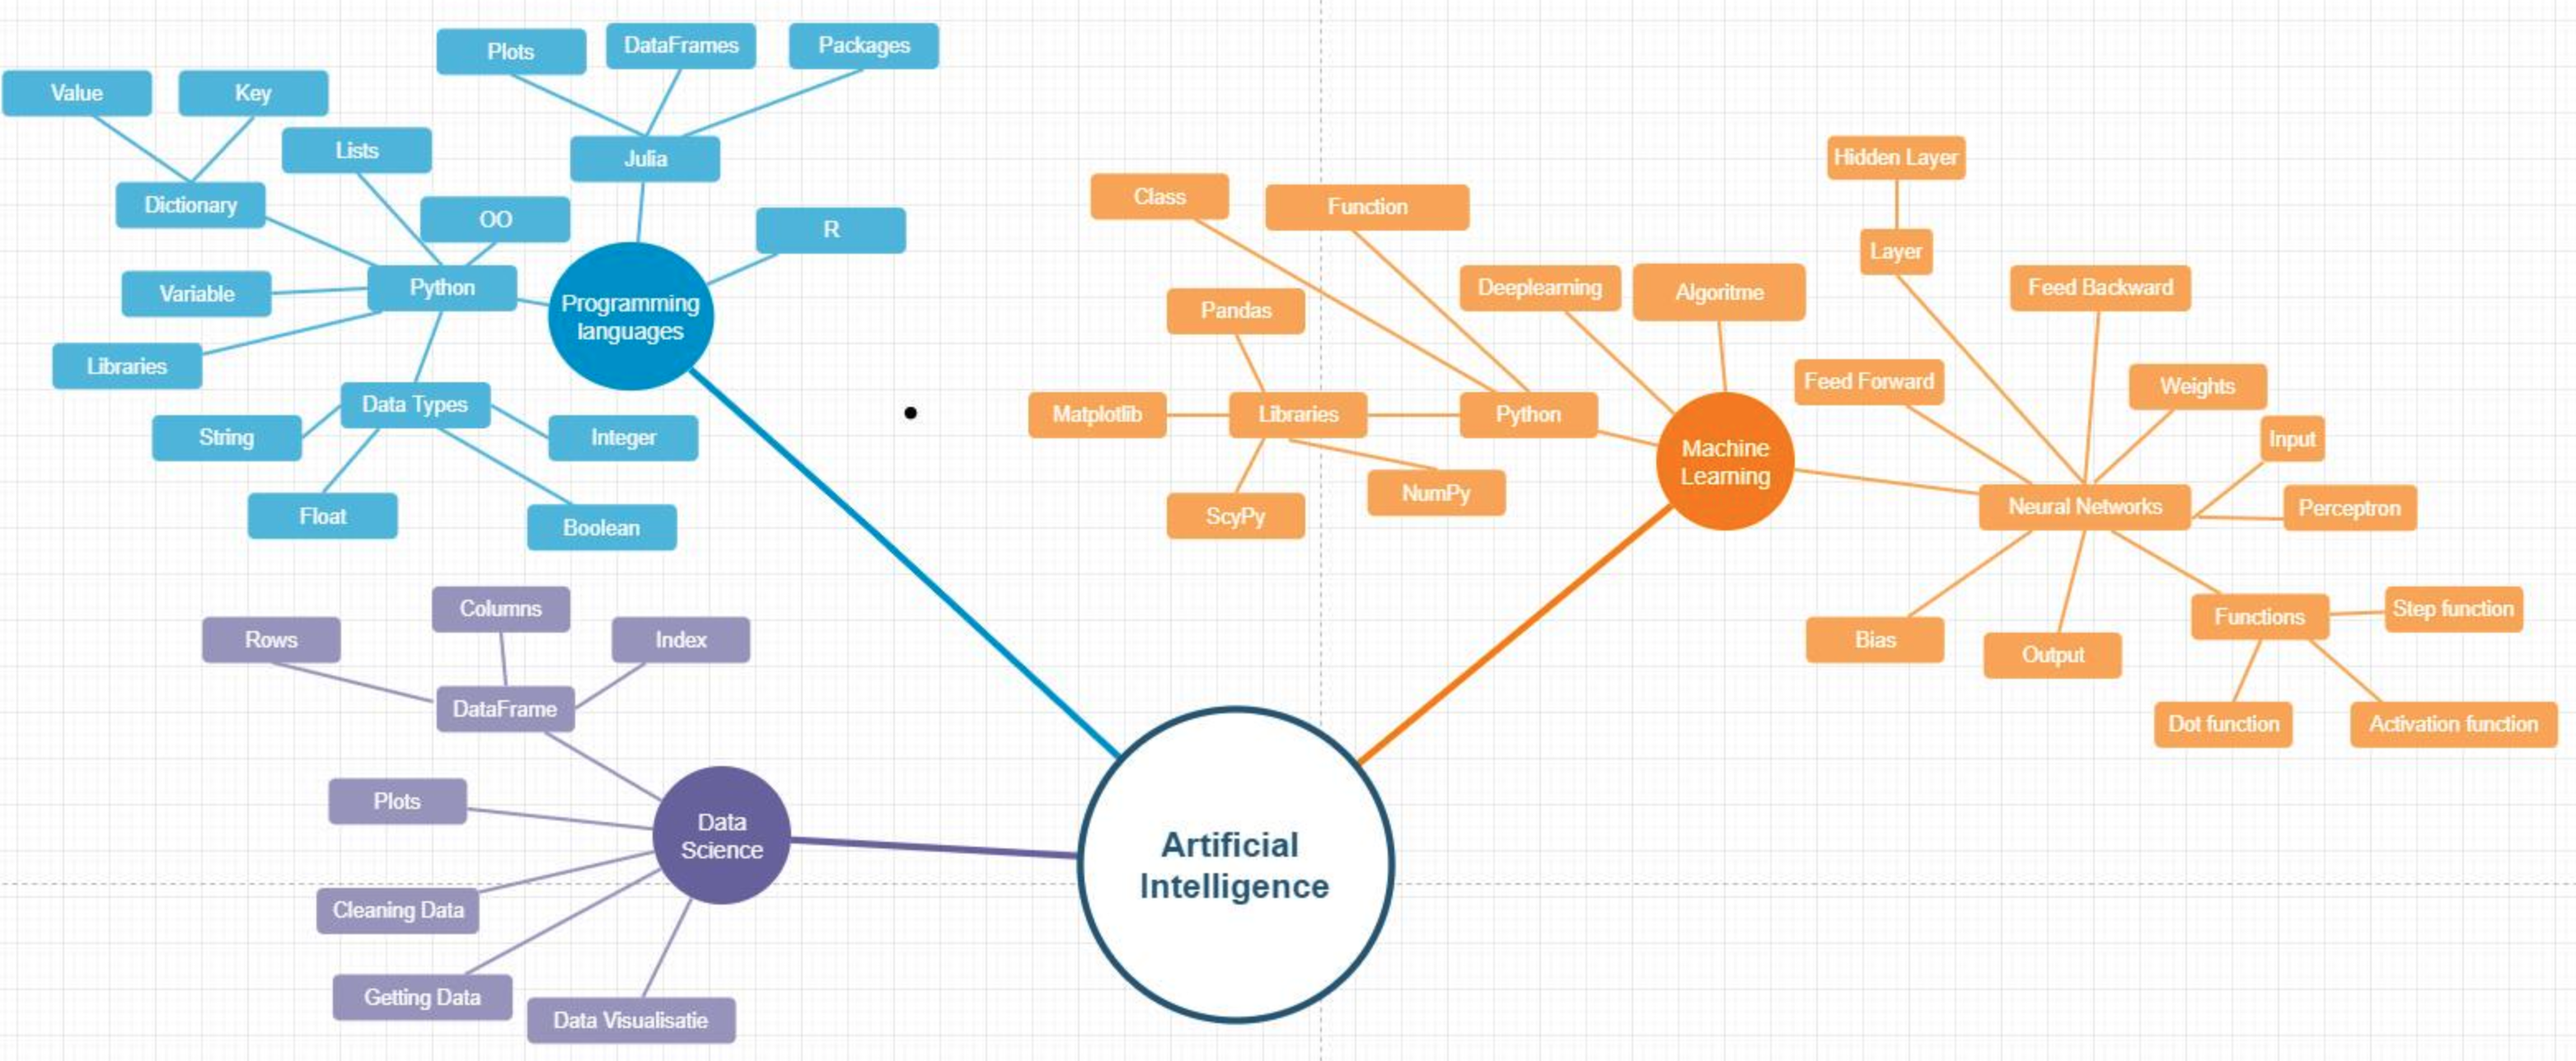 Plots
DataFrames
Packages
Value
Key
Lists
Julia
Dictionary
OO
R
Variable
Python
Programming
languages
Libraries
Data Types
String
Integer
Float
Boolean
Hidden Layer
Class
Function
Layer
Deeplearning
Algoritme
Feed Backward
Pandas
Feed Forward
Weights
Matplotlib
Libraries
Python
Input
Machine
Learning
NumPy
ScyPy
Neural Networks
Perceptron
Bias
Output
Functions
Step function
Dot function
Activation function
Columns
Rows
Index
DataFrame
Plots
Data
Science
Cleaning Data
Getting Data
Data Visualisatie
Artificial
Intelligence